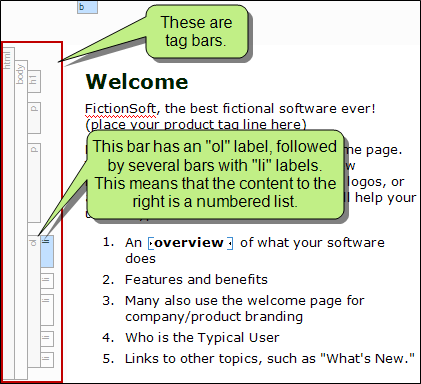 b
These are
tag bars.
html
body
h1
Welcome
p
FictionSoft, the best fictional software ever!
(place your product tag line here)
p
me page.
This bar has an "ol" label, followed
by several bars with "li" labels.
This means that the content to the
right is a numbered list.
logos, or
ll help your
ol
li
1. An overview of what your software
does
li
2. Features and benefits
li
3. Many also use the welcome page for
company/product branding
li
4. Who is the Typical User
li
5. Links to other topics, such as "What's New."